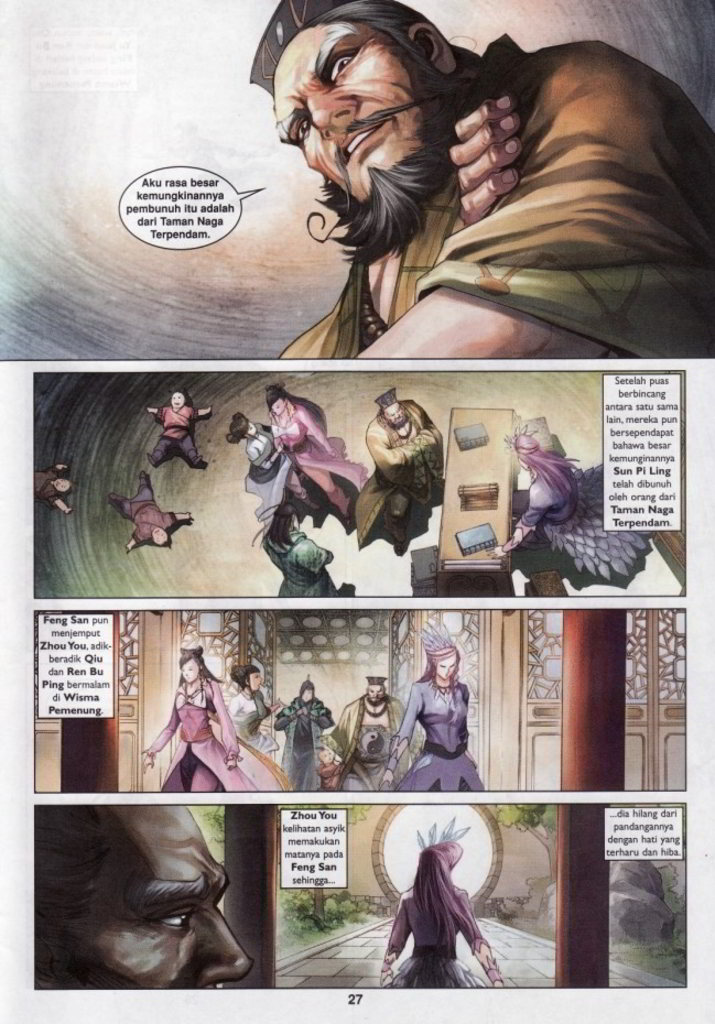 Aku rasa besar
kemungkinannya
pembunuh itu adalah
dari Taman Naga
Terpendam.
Setelah puas
berbincang
antara satu sama
lain, mereka pun
bersependapat
bahawa besar
kemunginannya
Sun Pi Ling
telah dibunuh
oleh orang dari
Taman Naga
Terpendam.
Feng San pun
menjemput
Zhou You, adik-
beradik Qiu
dan Ren Bu
Ping bermalam
di Wisma
Pemenung.
Zhou You
kelihatan asyik
memakukan
matanya pada
Feng San
sehingga...
...dia hilang dari
pandangannya
dengan hati yang
terharu dan hiba.
27